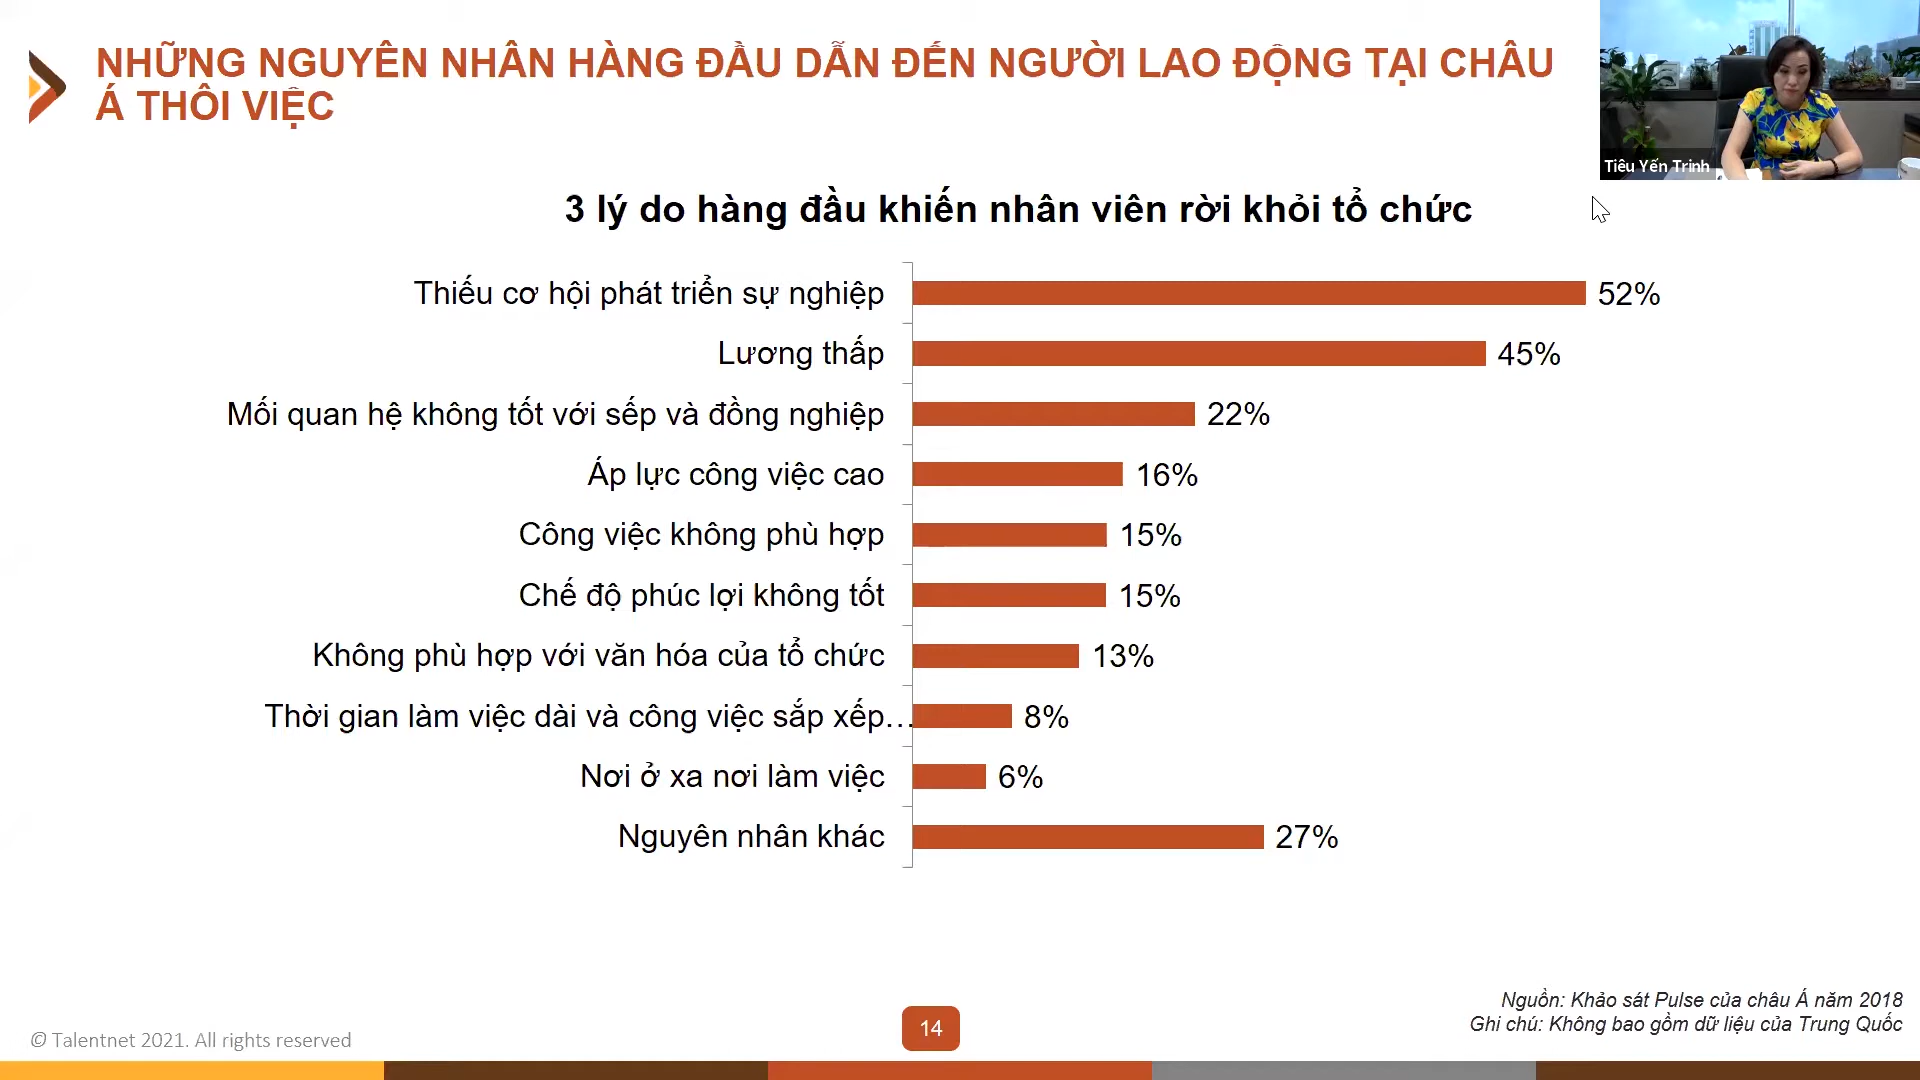 NHỮNG NGUYÊN NHÂN HÀNG ĐẦU DẪN ĐẾN NGƯỜI LAO ĐỘNG TẠI CHÂU
Á THÔI VIỆC
Tiêu Yến Trinh
3 lý do hàng đầu khiến nhân viên rời khỏi tổ chức
Thiếu cơ hội phát triển sự nghiệp 52%
Lương thấp 45%
Mối quan hệ không tốt với sếp và đồng nghiệp 22%
Áp lực công việc cao 16%
Công việc không phù hợp 15%
Chế độ phúc lợi không tốt 15%
Không phù hợp với văn hóa của tổ chức 13%
Thời gian làm việc dài và công việc sắp xếp… 8%
Nơi ở xa nơi làm việc 6%
Nguyên nhân khác 27%
Nguồn: Khảo sát Pulse của châu Á năm 2018
Ghi chú: Không bao gồm dữ liệu của Trung Quốc
© Talentnet 2021. All rights reserved
14